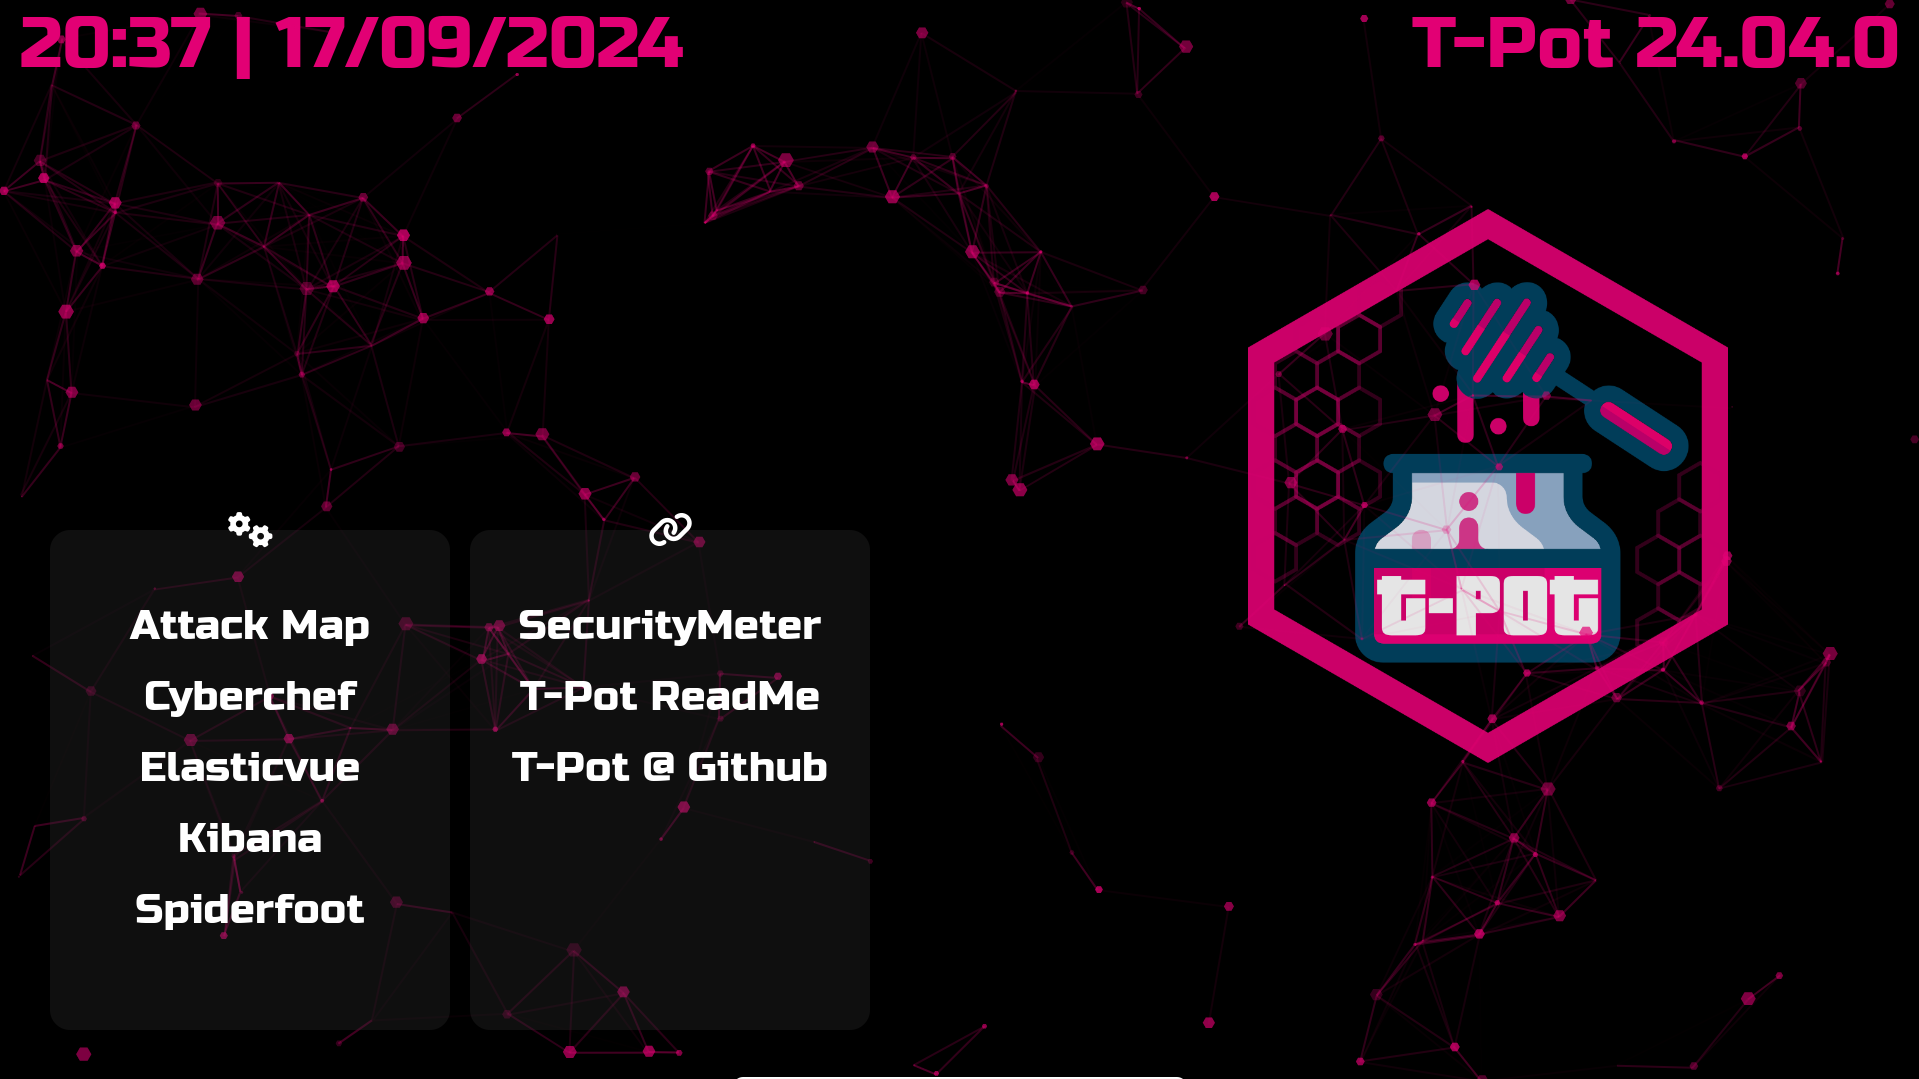 20:37 | 17/09/2024
T-Pot 24.04.0
Attack Map
Cyberchef
Elasticvue
Kibana
Spiderfoot
SecurityMeter
T-Pot ReadMe
T-Pot @ Github
t-pot